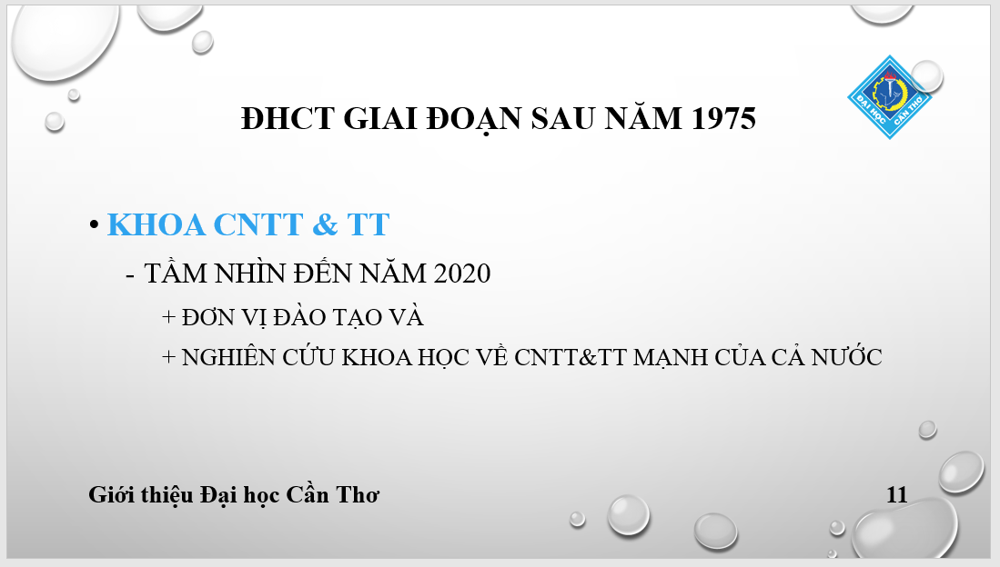 ĐẠI HỌC CẦN THƠ
ĐHCT GIAI ĐOẠN SAU NĂM 1975
• KHOA CNTT & TT
- TẦM NHÌN ĐẾN NĂM 2020
+ ĐƠN VỊ ĐÀO TẠO VÀ
+ NGHIÊN CỨU KHOA HỌC VỀ CNTT&TT MẠNH CỦA CẢ NƯỚC
Giới thiệu Đại học Cần Thơ 11